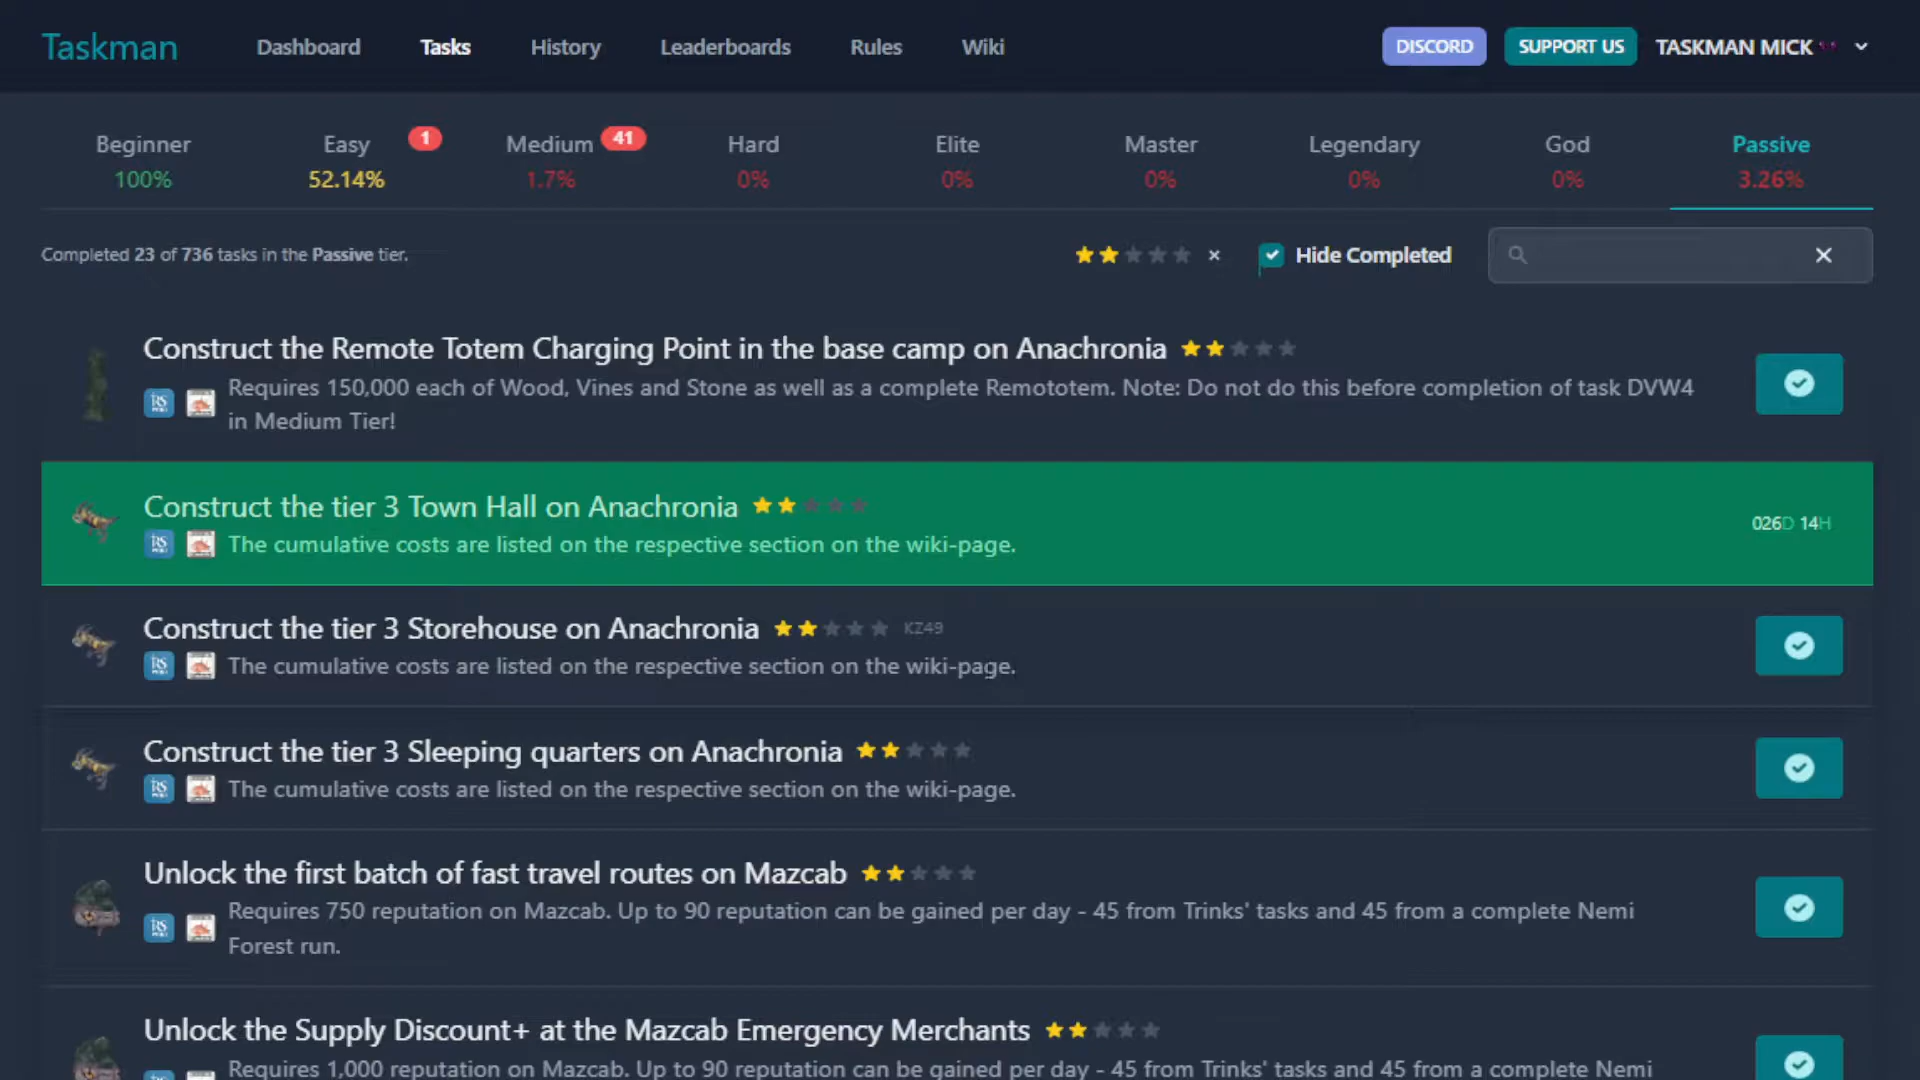 Taskman
Dashboard
Tasks
History
Leaderboards
Rules
Wiki
DISCORD
SUPPORT US
TASKMAN MICK
Beginner
100%
Easy
1
52.14%
Medium
41
1.7%
Hard
0%
Elite
0%
Master
0%
Legendary
0%
God
0%
Passive
3.26%
Completed 23 of 736 tasks in the Passive tier.
Hide Completed
Construct the Remote Totem Charging Point in the base camp on Anachronia
Requires 150,000 each of Wood, Vines and Stone as well as a complete Remototem. Note: Do not do this before completion of task DVW4
in Medium Tier!
Construct the tier 3 Town Hall on Anachronia
The cumulative costs are listed on the respective section on the wiki-page.
026D 14H
Construct the tier 3 Storehouse on Anachronia KZ49
The cumulative costs are listed on the respective section on the wiki-page.
Construct the tier 3 Sleeping quarters on Anachronia
The cumulative costs are listed on the respective section on the wiki-page.
Unlock the first batch of fast travel routes on Mazcab
Requires 750 reputation on Mazcab. Up to 90 reputation can be gained per day - 45 from Trinks' tasks and 45 from a complete Nemi
Forest run.
Unlock the Supply Discount+ at the Mazcab Emergency Merchants
Requires 1,000 reputation on Mazcab. Up to 90 reputation can be gained per day - 45 from Trinks' tasks and 45 from a complete Nemi